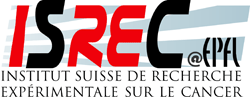 ISREC
@EPFL
INSTITUT SUISSE DE RECHERCHE
EXPÉRIMENTALE SUR LE CANCER